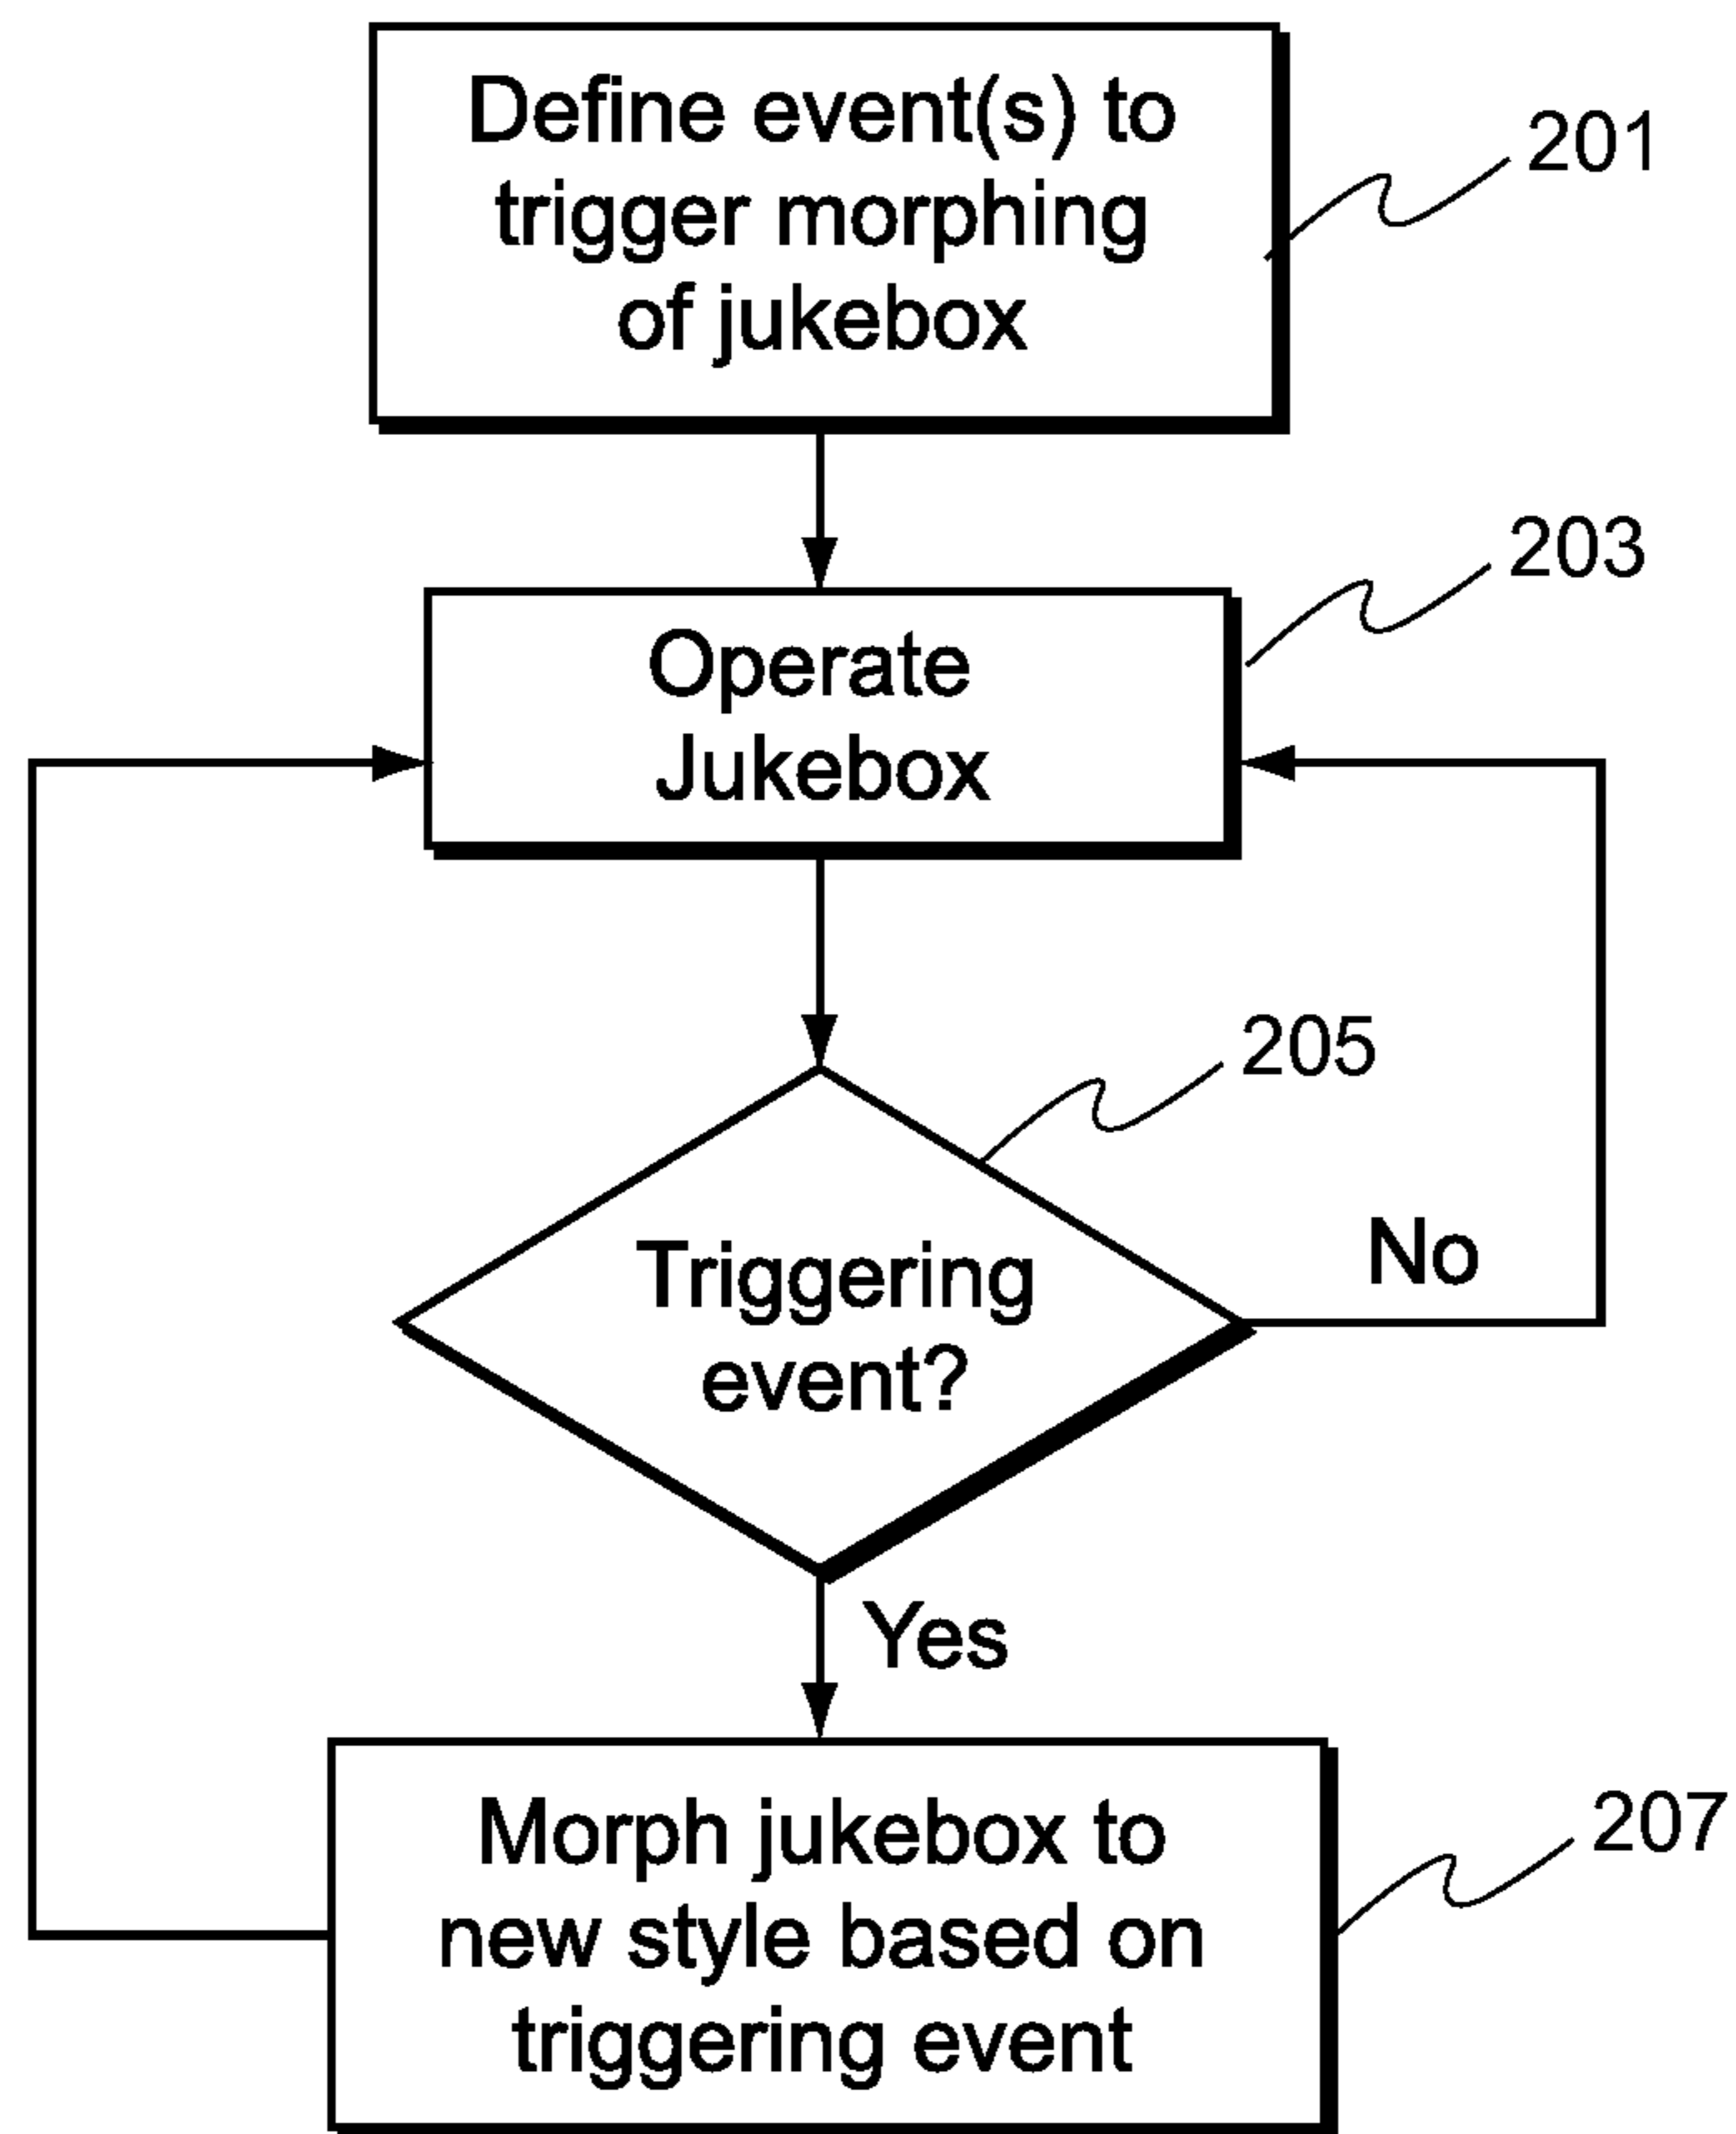 Define event(s) to
trigger morphing
of jukebox
201
Operate
Jukebox
203
Triggering
event?
205
No
Yes
Morph jukebox to
new style based on
triggering event
207